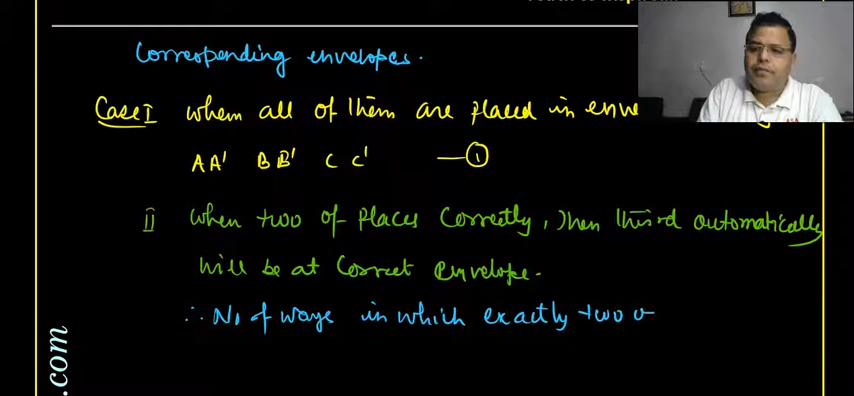 Corresponding envelopes.
Case I when all of them are placed in
AA' BB' CC' — ①
II when two of places correctly, then third automatically
will be at correct envelope.
∴ No of ways in which exactly two o
.com